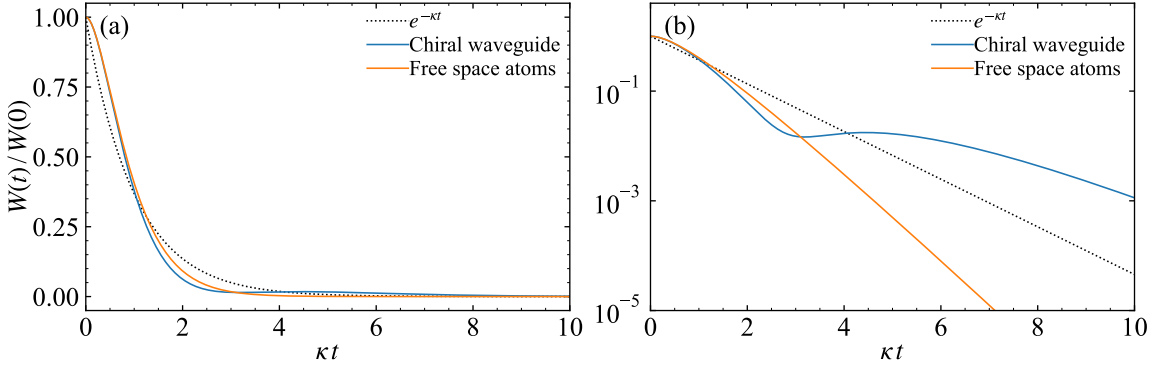 (a)
e^{-κt}
Chiral waveguide
Free space atoms
W(t) / W(0)
1.00
0.75
0.50
0.25
0.00
0 2 4 6 8 10
κt
(b)
e^{-κt}
Chiral waveguide
Free space atoms
10^{-1}
10^{-3}
10^{-5}
0 2 4 6 8 10
κt